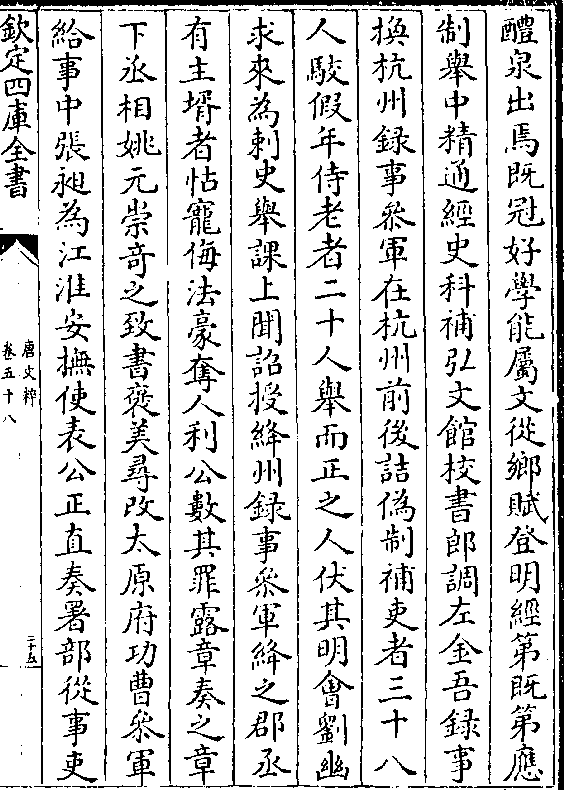 醴泉出焉既冠好學能屬文從鄉賦登明經第既第應
制舉中精通經史科補弘文館校書郎調左金吾録事
換杭州録事叅軍在杭州前後詰偽制補吏者三十八
人駮假年侍老者二十人舉而正之人伏其明會劉幽
求來為刺史舉課上聞詔授絳州録事叅軍絳之郡丞
有主壻者怙寵侮法豪奪人利公數其罪露章奏之章
下丞相姚元崇奇之致書褒美尋改太原府功曹叅軍
給事中張昶為江淮安撫使表公正直奏署部從事吏
欽定四庫全書
唐文粹
卷五十八
二十五